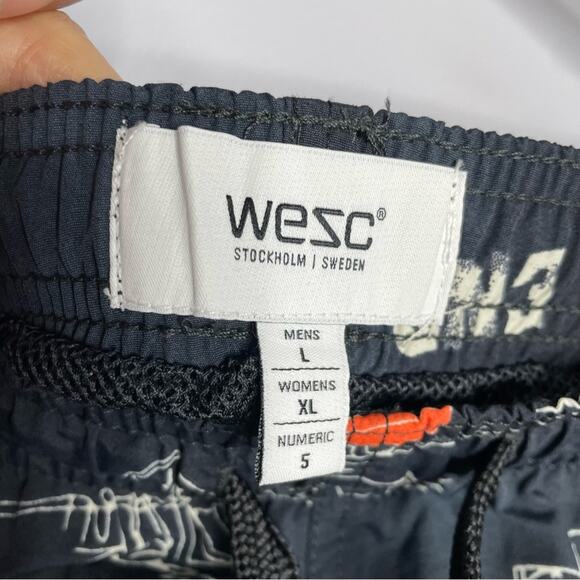 wesc®
STOCKHOLM | SWEDEN
MENS
L
WOMENS
XL
NUMERIC
5